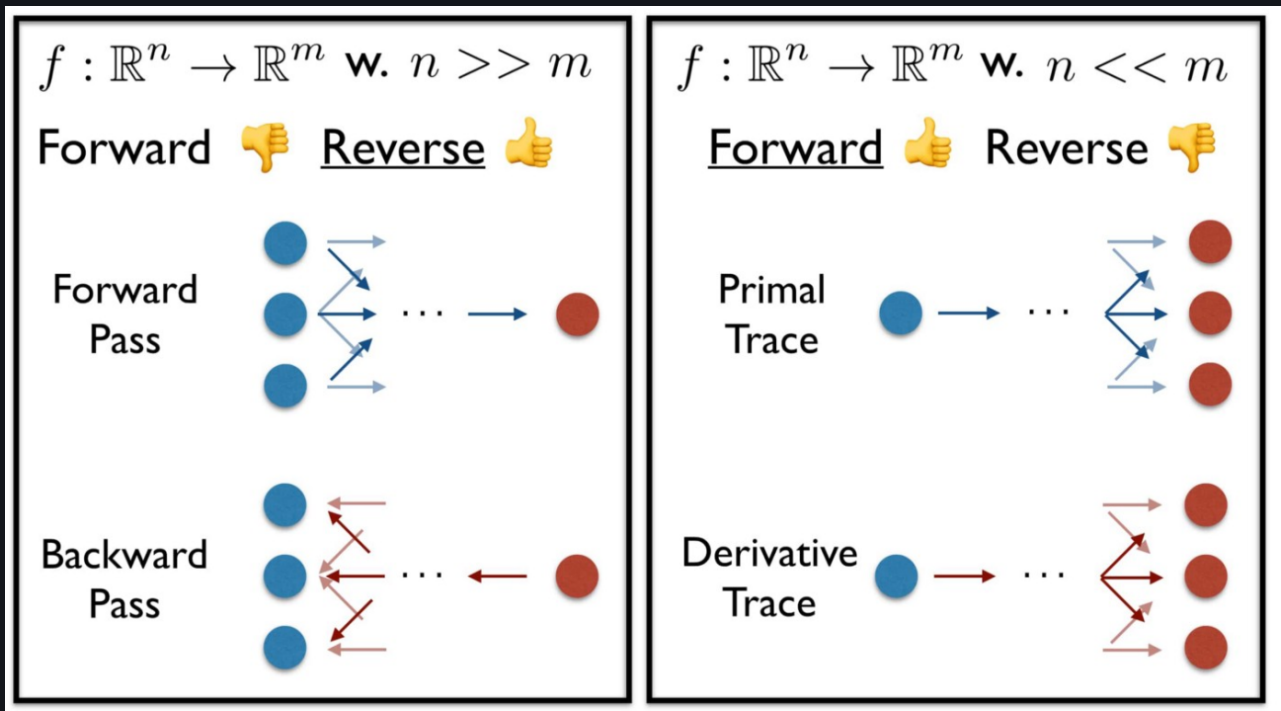 f : ℝⁿ → ℝᵐ w. n >> m
Forward 👎 Reverse 👍
Forward
Pass
...
Backward
Pass
...
f : ℝⁿ → ℝᵐ w. n << m
Forward 👍 Reverse 👎
Primal
Trace
...
Derivative
Trace
...